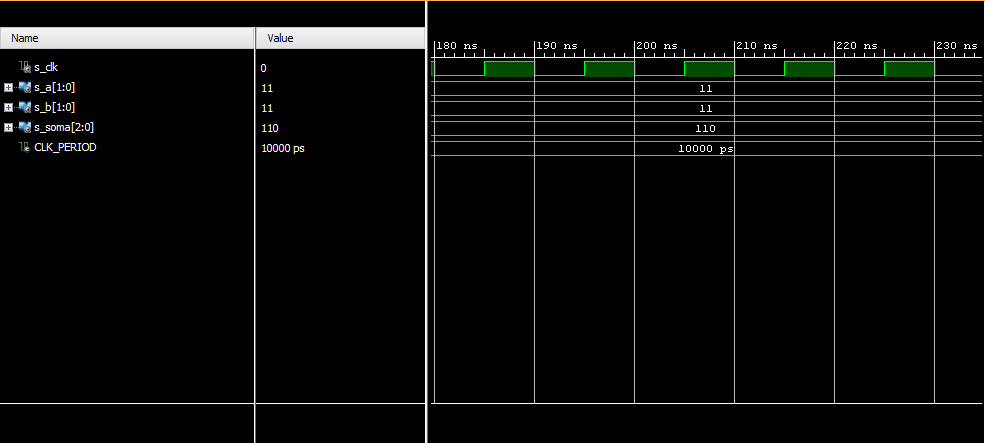 Name Value
180 ns 190 ns 200 ns 210 ns 220 ns 230 ns
s_clk 0
s_a[1:0] 11 11
s_b[1:0] 11 11
s_soma[2:0] 110 110
CLK_PERIOD 10000 ps 10000 ps